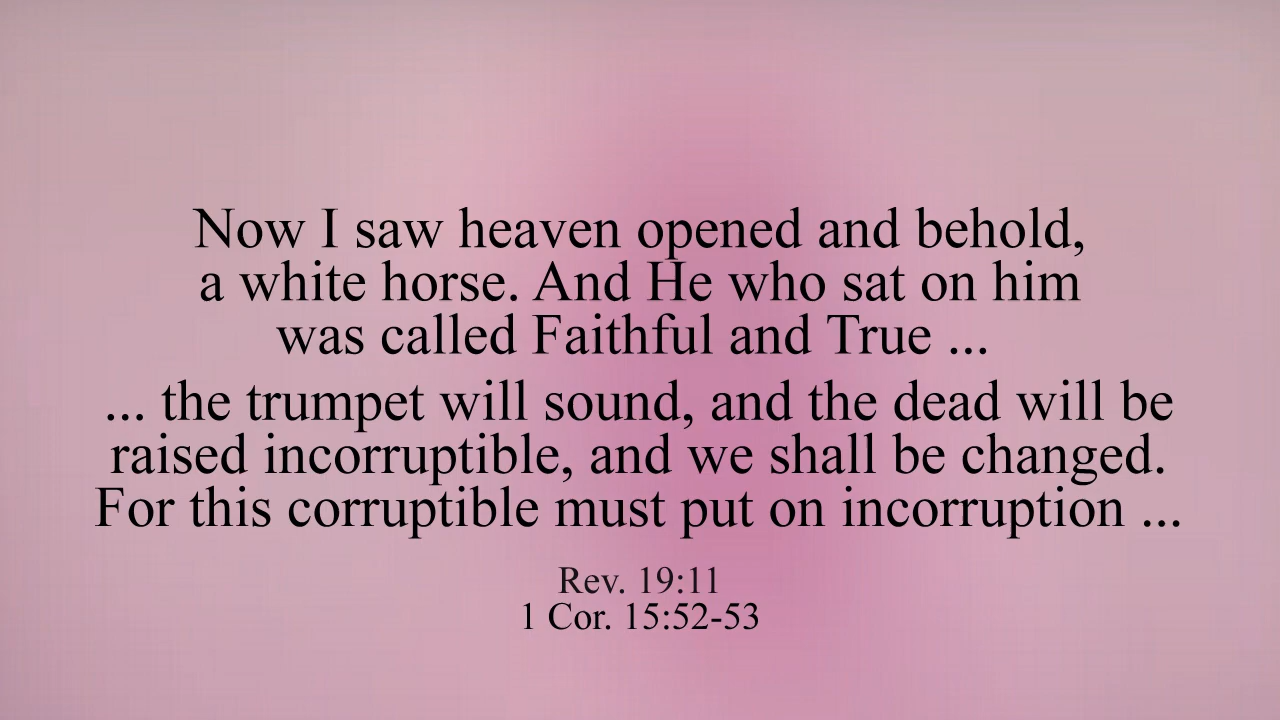 Now I saw heaven opened and behold,
a white horse. And He who sat on him
was called Faithful and True ...
... the trumpet will sound, and the dead will be
raised incorruptible, and we shall be changed.
For this corruptible must put on incorruption ...
Rev. 19:11
1 Cor. 15:52-53